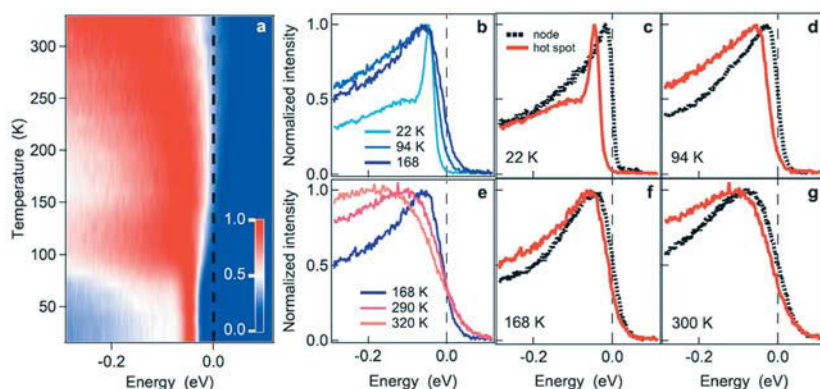 a
Temperature (K)
300
250
200
150
100
50
1.0
0.5
0.0
-0.2
0.0
Energy (eV)
b
Normalized intensity
1.0
0.5
0.0
22 K
94 K
168
c
node
hot spot
22 K
d
94 K
e
Normalized intensity
1.0
0.5
0.0
168 K
290 K
320 K
-0.2
0.0
Energy (eV)
f
168 K
-0.2
0.0
Energy (eV)
g
300 K
-0.2
0.0
Energy (eV)